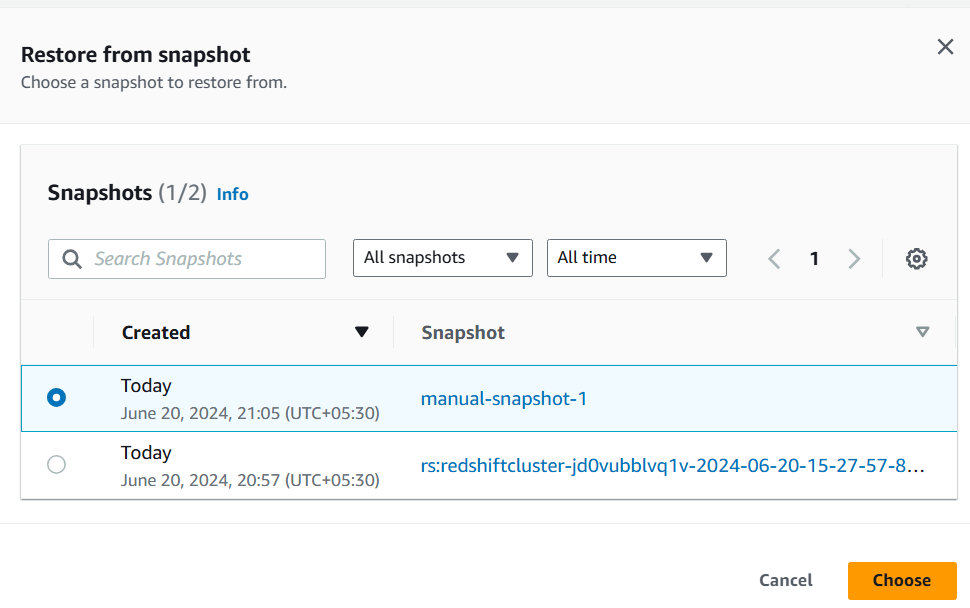 Restore from snapshot
Choose a snapshot to restore from.
Snapshots (1/2) Info
Search Snapshots
All snapshots
All time
1
Created
Snapshot
Today
June 20, 2024, 21:05 (UTC+05:30)
manual-snapshot-1
Today
June 20, 2024, 20:57 (UTC+05:30)
rs:redshiftcluster-jd0vubblvq1v-2024-06-20-15-27-57-8...
Cancel
Choose